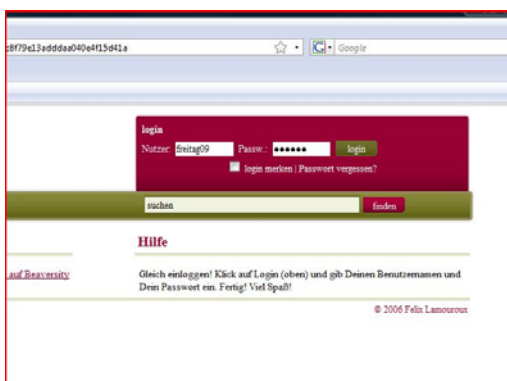 c8f79e13adddaa040e4f15d41a
Google
login
Nutzer: freitag09 Passw.: ●●●●●● login
login merken | Passwort vergessen?
suchen finden
Hilfe
auf Beaversity
Gleich einloggen! Klick auf Login (oben) und gib Deinen Benutzernamen und
Dein Passwort ein. Fertig! Viel Spaß!
© 2006 Felix Lamouroux